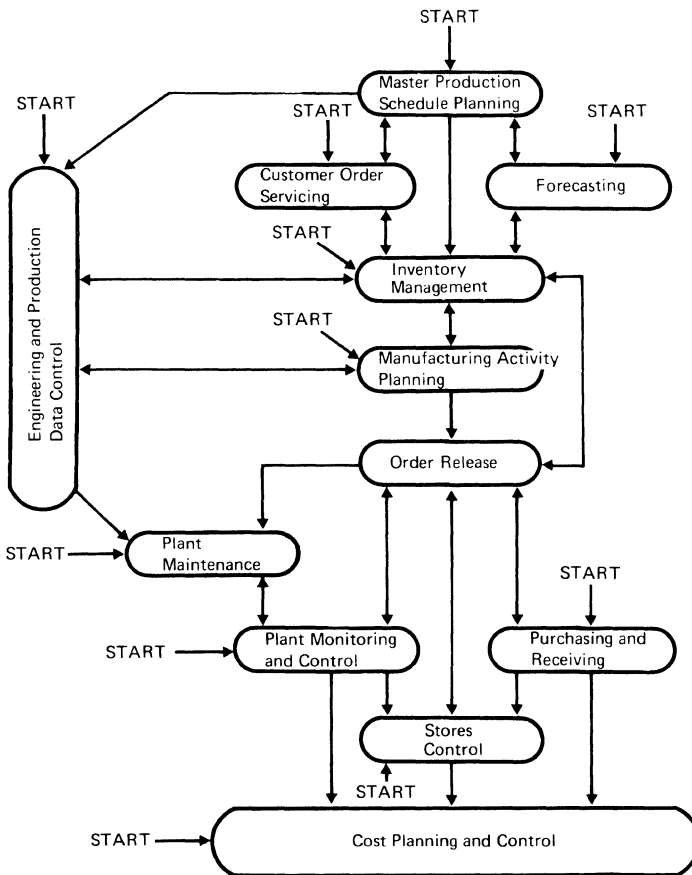 START
Master Production
Schedule Planning
START
START
START
Customer Order
Servicing
Forecasting
START
Inventory
Management
START
Manufacturing Activity
Planning
Engineering and Production
Data Control
Order Release
START
Plant
Maintenance
START
START
Plant Monitoring
and Control
Purchasing and
Receiving
Stores
Control
START
START
Cost Planning and Control